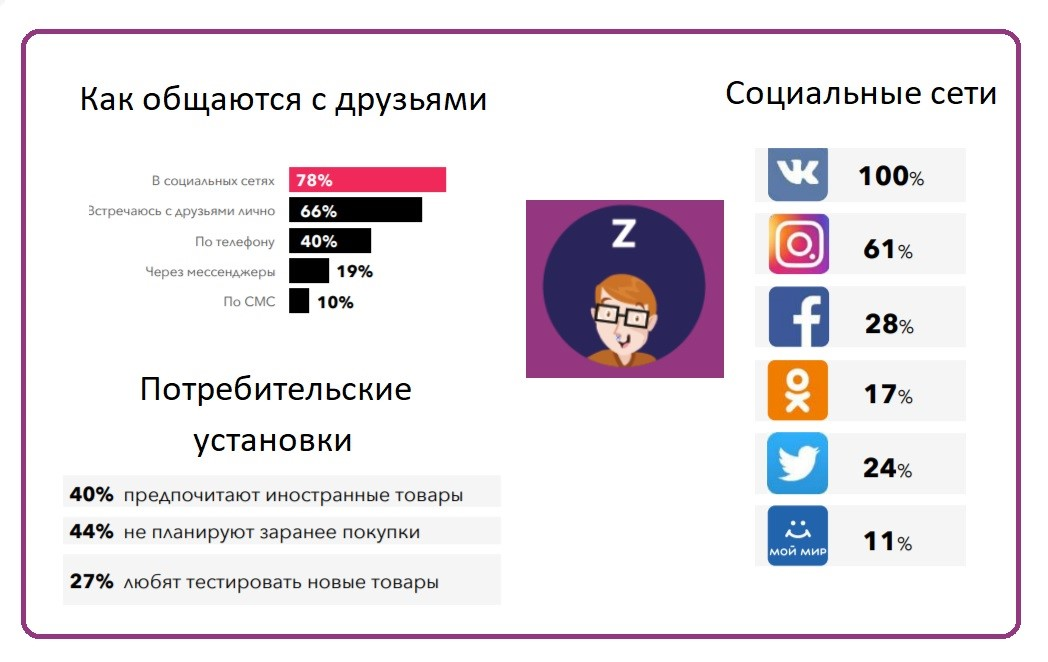 Как общаются с друзьями
В социальных сетях 78%
Встречаюсь с друзьями лично 66%
По телефону 40%
Через мессенджеры 19%
По СМС 10%
Потребительские
установки
40% предпочитают иностранные товары
44% не планируют заранее покупки
27% любят тестировать новые товары
Z
Социальные сети
100%
61%
28%
17%
24%
МОЙ МИР 11%